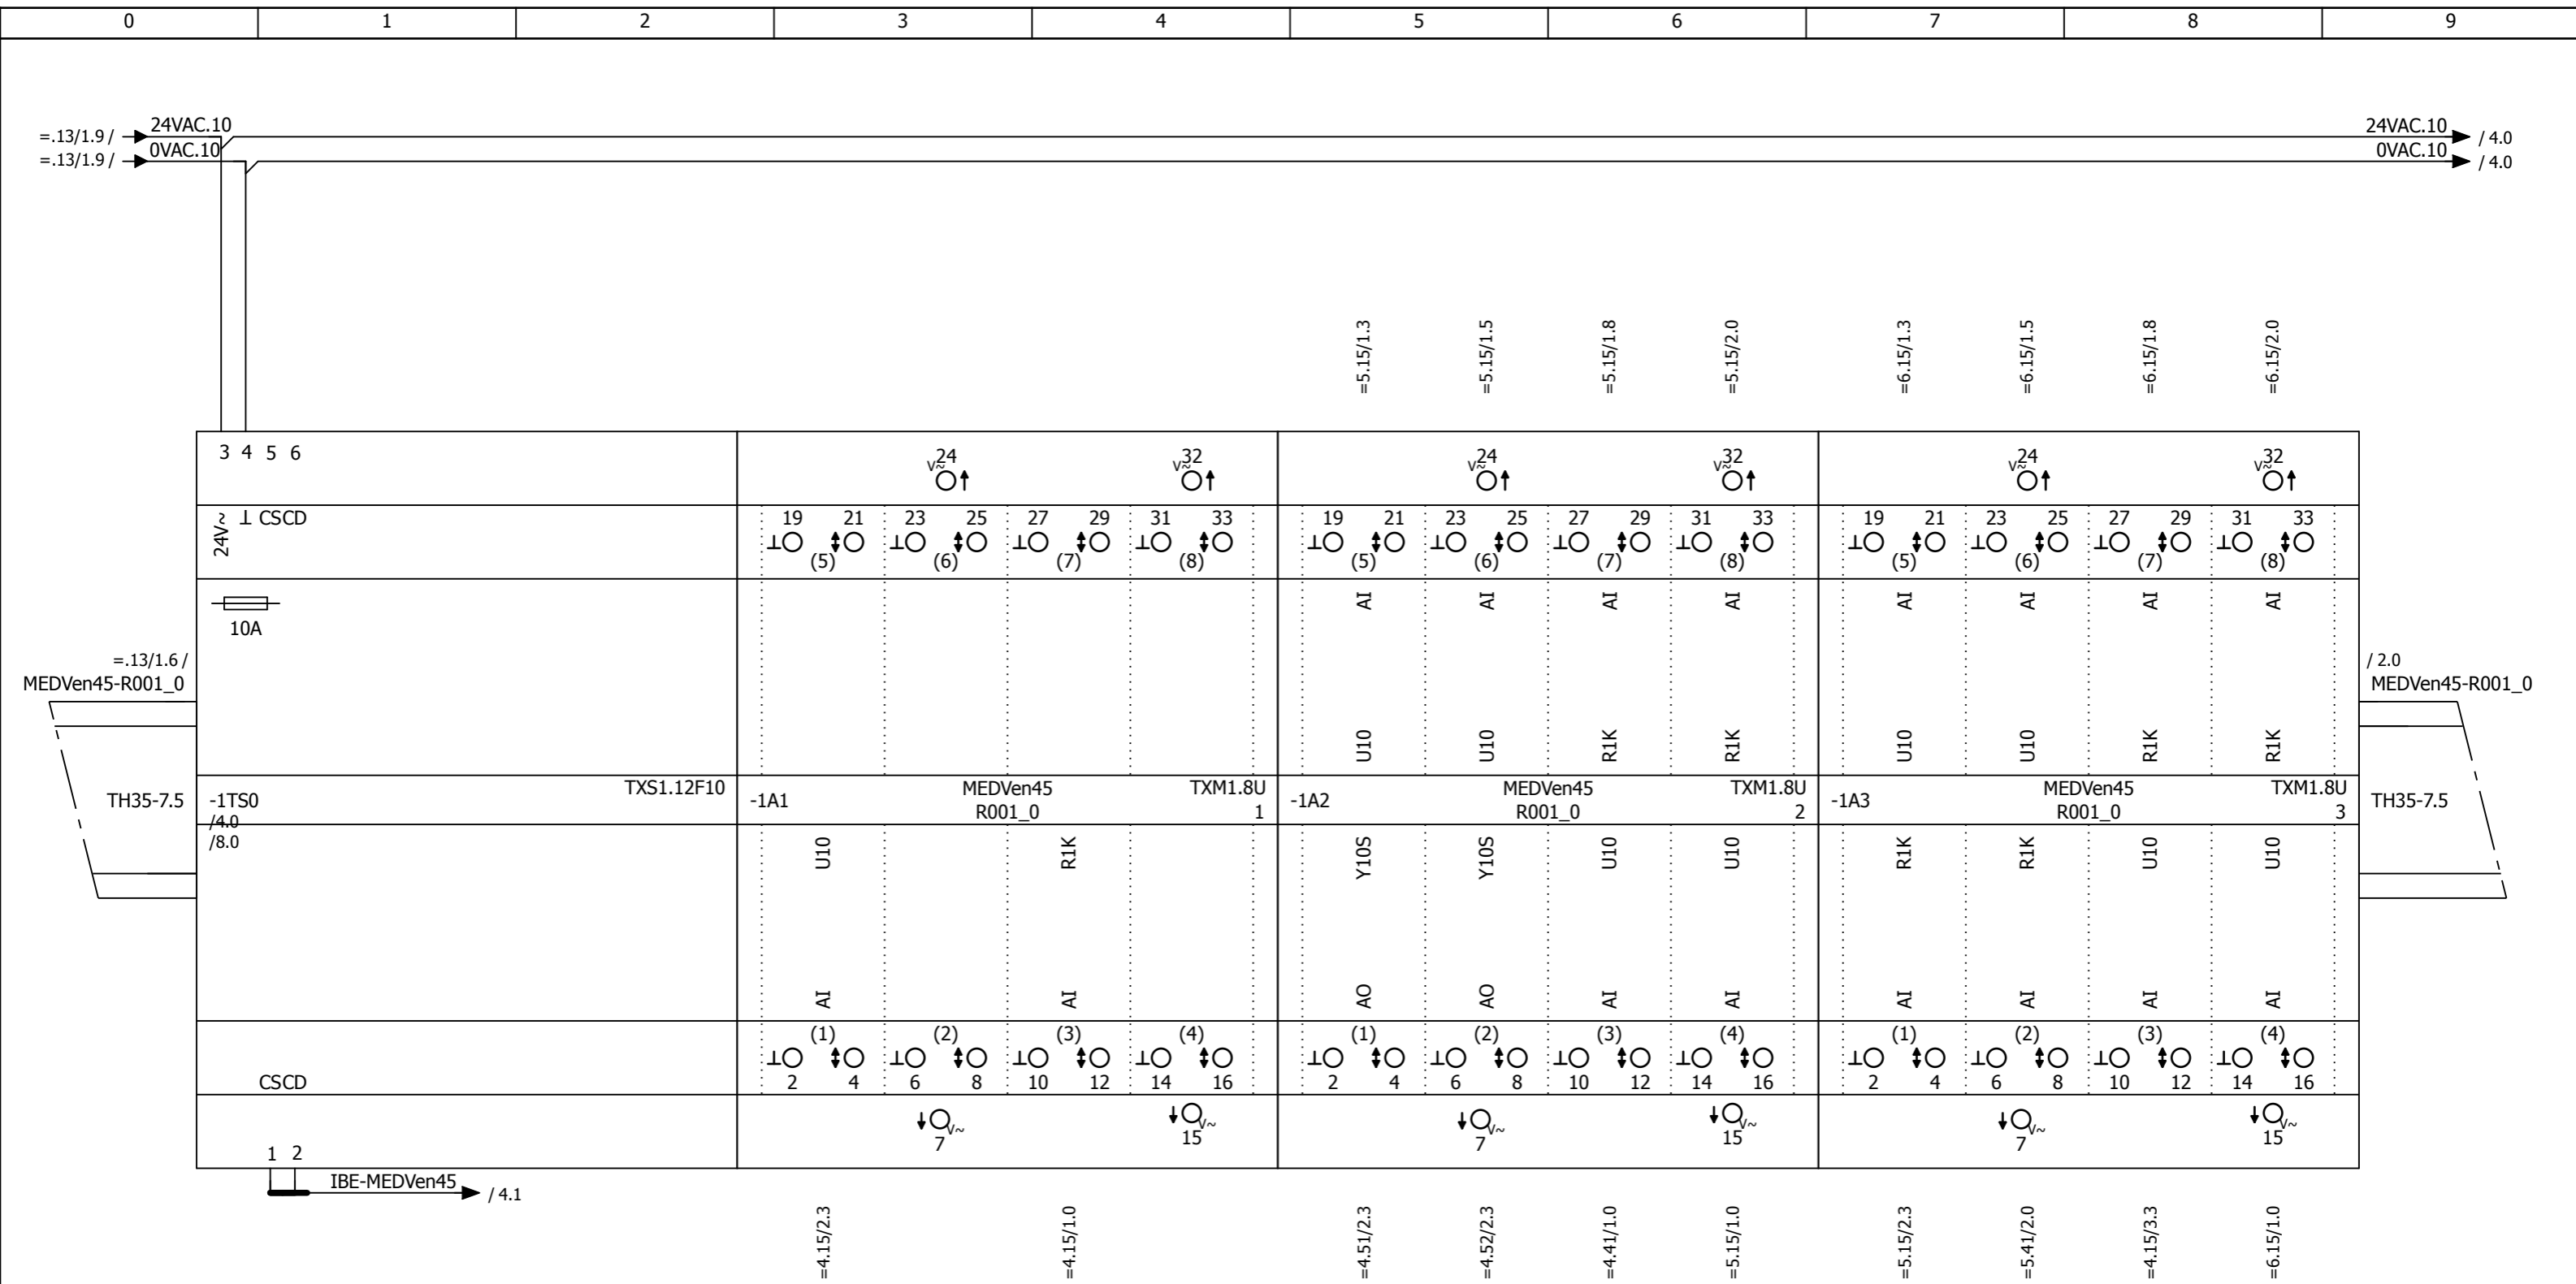 0 1 2 3 4 5 6 7 8 9
=.13/1.9 / 24VAC.10 24VAC.10 / 4.0
=.13/1.9 / 0VAC.10 0VAC.10 / 4.0
=5.15/1.3 =5.15/1.5 =5.15/1.8 =5.15/2.0 =6.15/1.3 =6.15/1.5 =6.15/1.8 =6.15/2.0
3 4 5 6 V~ 24 V~ 32 V~ 24 V~ 32 V~ 24 V~ 32
24V~ ⊥ CSCD 19 21 23 25 27 29 31 33 19 21 23 25 27 29 31 33 19 21 23 25 27 29 31 33
⊥ ⊥ ⊥ ⊥ ⊥ ⊥ ⊥ ⊥ ⊥ ⊥ ⊥ ⊥
(5) (6) (7) (8) (5) (6) (7) (8) (5) (6) (7) (8)
AI AI AI AI AI AI AI AI
10A
=.13/1.6 / / 2.0
MEDVen45-R001_0 MEDVen45-R001_0
U10 U10 R1K R1K U10 U10 R1K R1K
TXS1.12F10 MEDVen45 TXM1.8U MEDVen45 TXM1.8U MEDVen45 TXM1.8U
TH35-7.5 -1TS0 -1A1 -1A2 -1A3 TH35-7.5
R001_0 1 R001_0 2 R001_0 3
/4.0
/8.0
U10 R1K Y10S Y10S U10 U10 R1K R1K U10 U10
AI AI AO AO AI AI AI AI AI AI
(1) (2) (3) (4) (1) (2) (3) (4) (1) (2) (3) (4)
⊥ ⊥ ⊥ ⊥ ⊥ ⊥ ⊥ ⊥ ⊥ ⊥ ⊥ ⊥
CSCD 2 4 6 8 10 12 14 16 2 4 6 8 10 12 14 16 2 4 6 8 10 12 14 16
V~ V~ V~ V~ V~ V~
7 15 7 15 7 15
1 2
IBE-MEDVen45 / 4.1
=4.15/2.3 =4.15/1.0 =4.51/2.3 =4.52/2.3 =4.41/1.0 =5.15/1.0 =5.15/2.3 =5.41/2.0 =4.15/3.3 =6.15/1.0